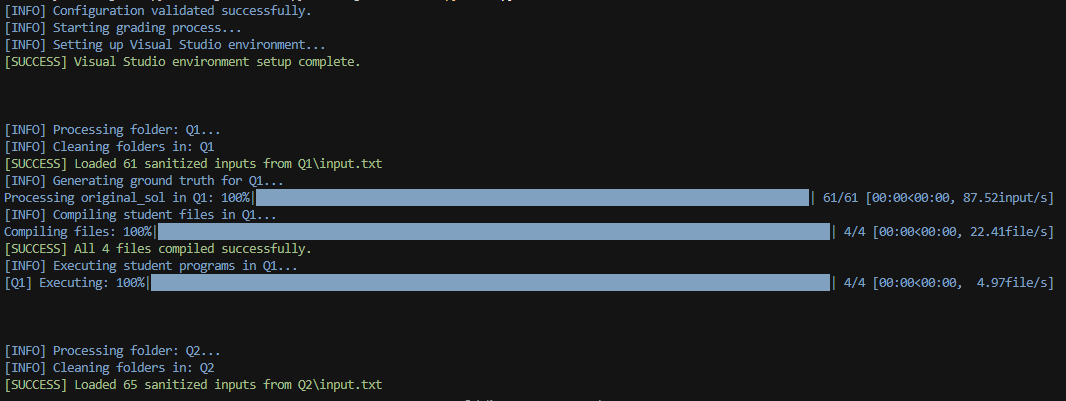 [INFO] Configuration validated successfully.
[INFO] Starting grading process...
[INFO] Setting up Visual Studio environment...
[SUCCESS] Visual Studio environment setup complete.
[INFO] Processing folder: Q1...
[INFO] Cleaning folders in: Q1
[SUCCESS] Loaded 61 sanitized inputs from Q1\input.txt
[INFO] Generating ground truth for Q1...
Processing original_sol in Q1: 100%| | 61/61 [00:00<00:00, 87.52input/s]
[INFO] Compiling student files in Q1...
Compiling files: 100%| | 4/4 [00:00<00:00, 22.41file/s]
[SUCCESS] All 4 files compiled successfully.
[INFO] Executing student programs in Q1...
[Q1] Executing: 100%| | 4/4 [00:00<00:00, 4.97file/s]
[INFO] Processing folder: Q2...
[INFO] Cleaning folders in: Q2
[SUCCESS] Loaded 65 sanitized inputs from Q2\input.txt